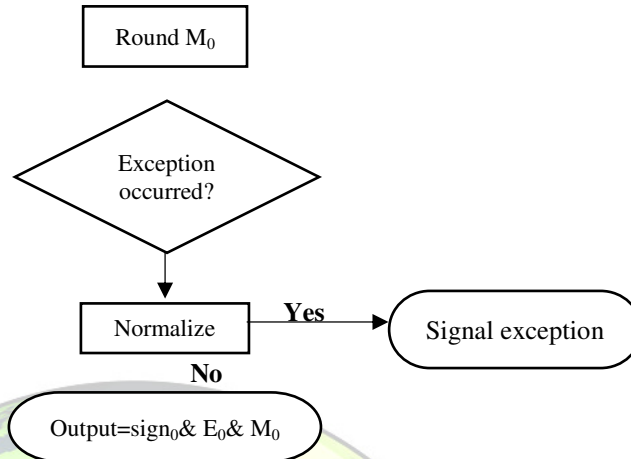 Round M₀
Exception
occurred?
Yes
Normalize
Signal exception
No
Output=sign₀& E₀& M₀